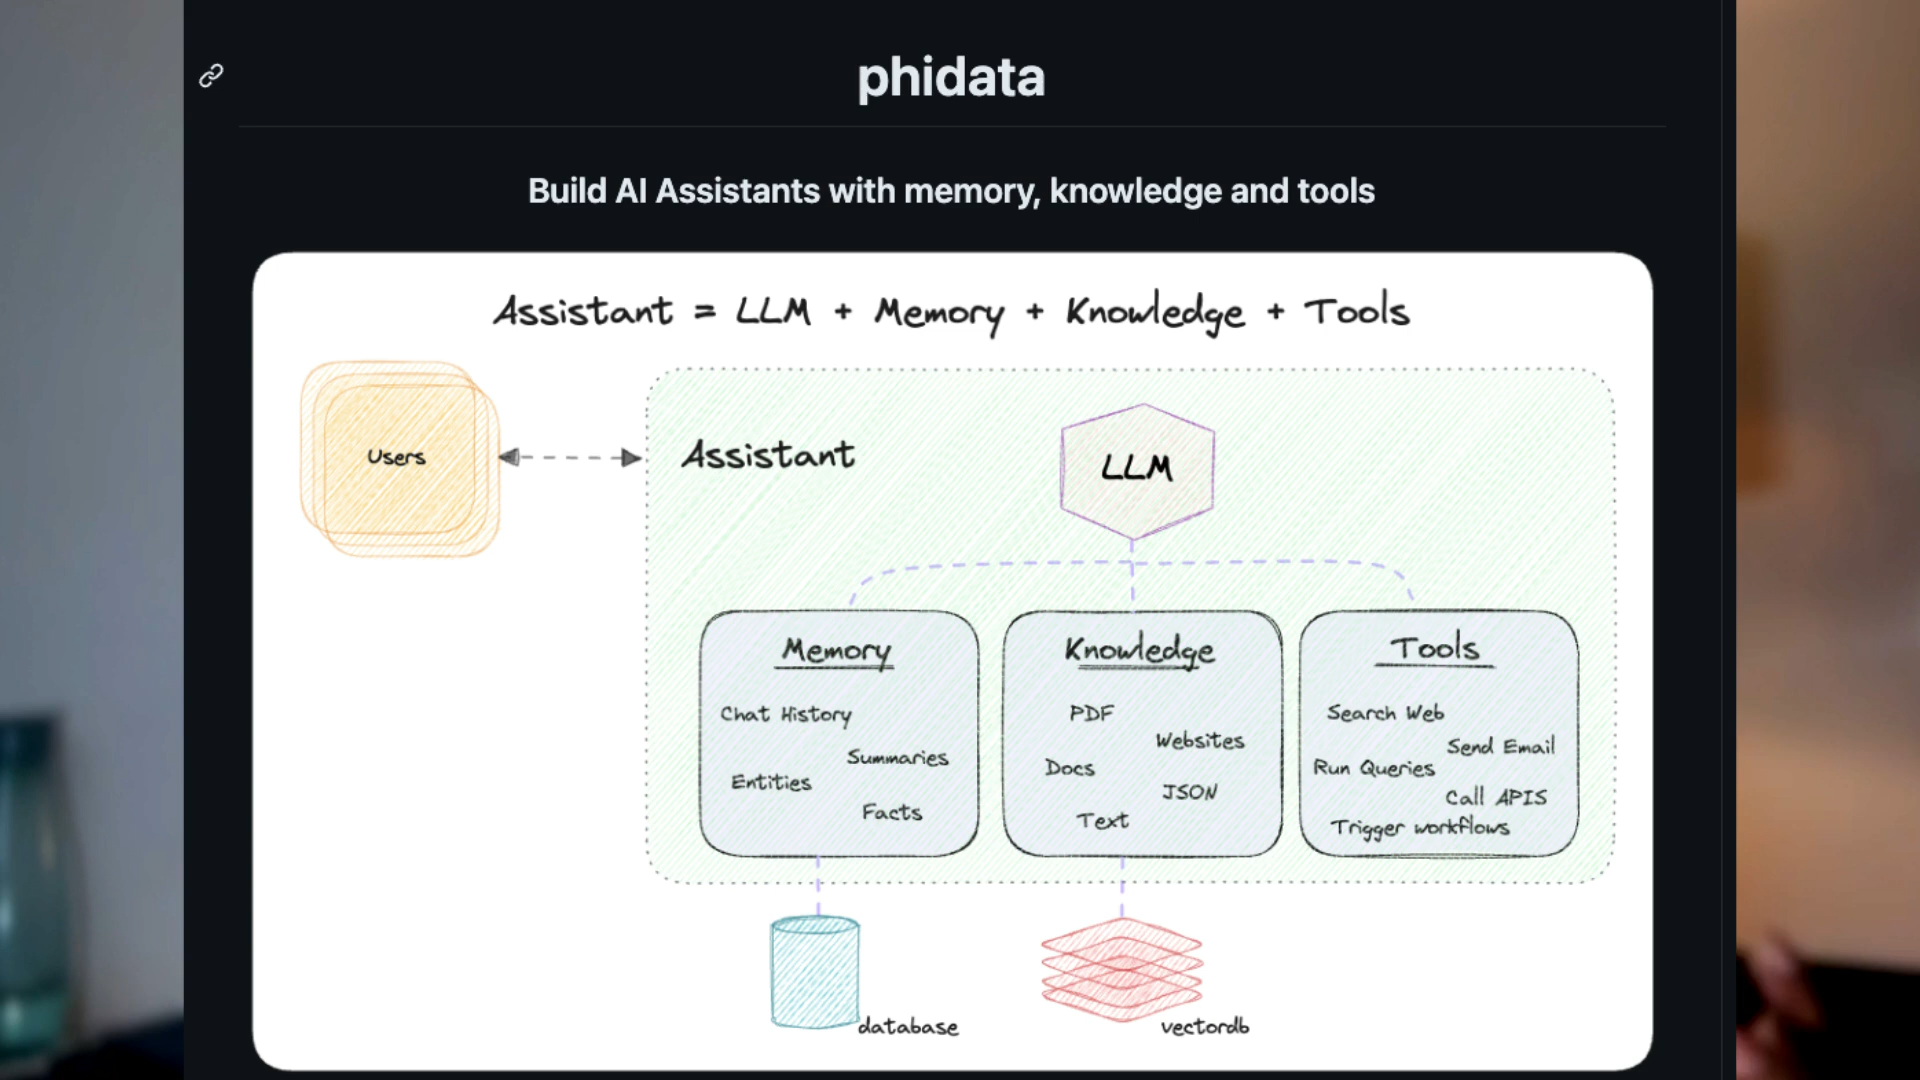 phidata
Build AI Assistants with memory, knowledge and tools
Assistant = LLM + Memory + Knowledge + Tools
Users
Assistant
LLM
Memory
Chat History
Summaries
Entities
Facts
Knowledge
PDF
Websites
Docs
JSON
Text
Tools
Search Web
Send Email
Run Queries
Call APIS
Trigger workflows
database
vectordb